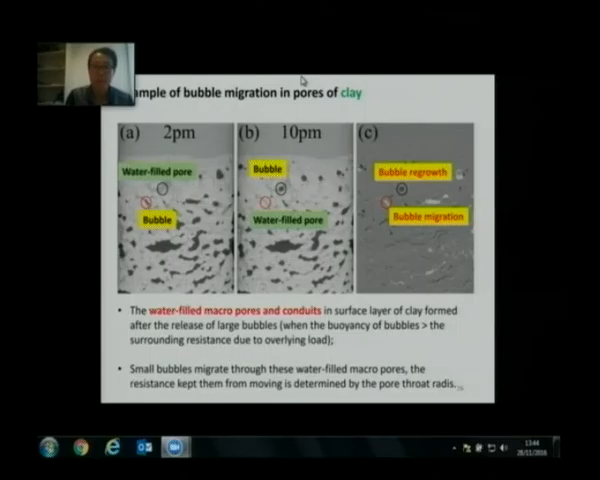 ample of bubble migration in pores of clay
(a) 2pm (b) 10pm (c)
Water-filled pore Bubble Bubble regrowth
Bubble Water-filled pore Bubble migration
• The water-filled macro pores and conduits in surface layer of clay formed
after the release of large bubbles (when the buoyancy of bubbles > the
surrounding resistance due to overlying load);
• Small bubbles migrate through these water-filled macro pores, the
resistance kept them from moving is determined by the pore throat radis.
13:44
28/11/2016